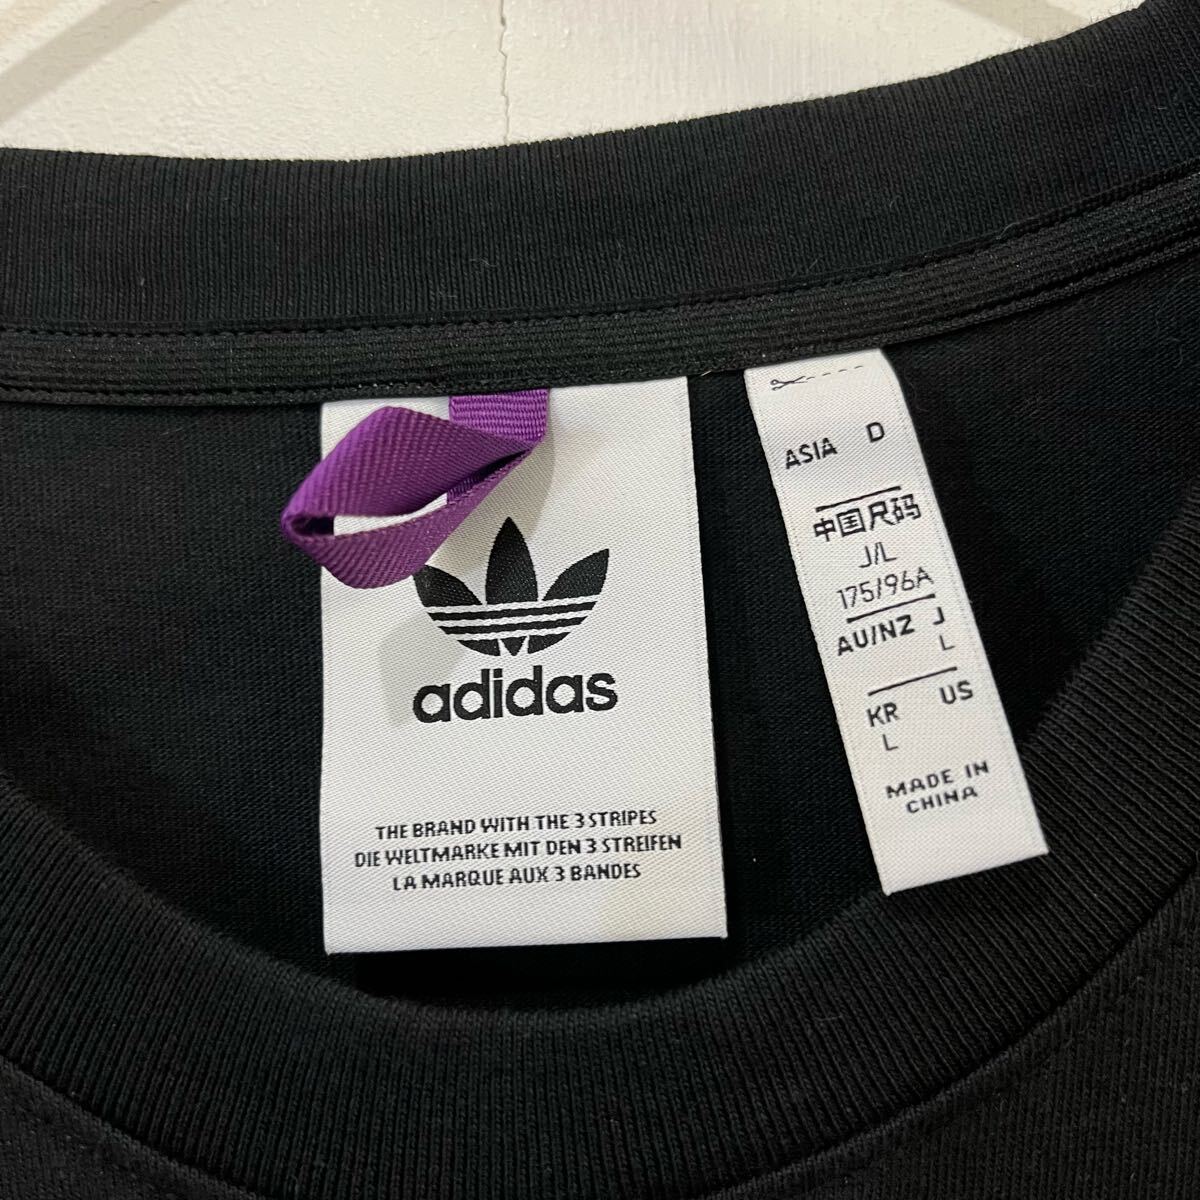 adidas
THE BRAND WITH THE 3 STRIPES
DIE WELTMARKE MIT DEN 3 STREIFEN
LA MARQUE AUX 3 BANDES
ASIA D
中国尺码
J/L
175/96A
AU/NZ J
L
KR US
L
MADE IN
CHINA